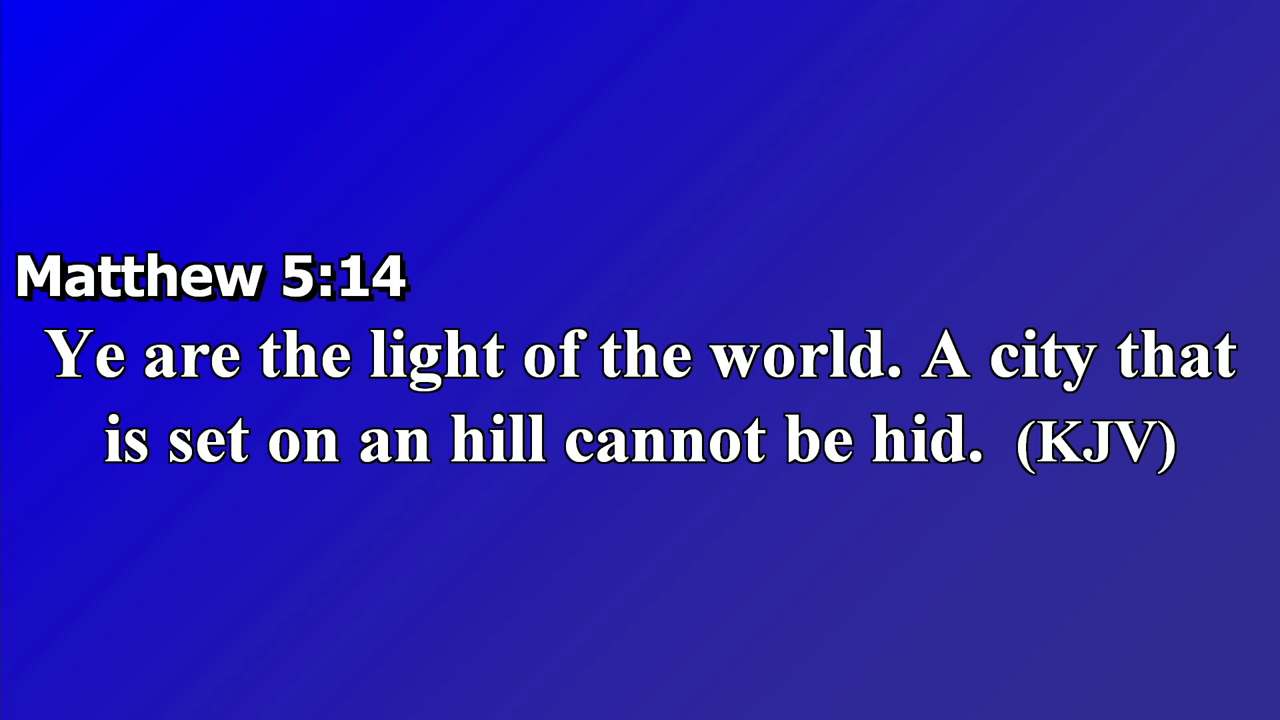 Matthew 5:14
Ye are the light of the world. A city that
is set on an hill cannot be hid. (KJV)